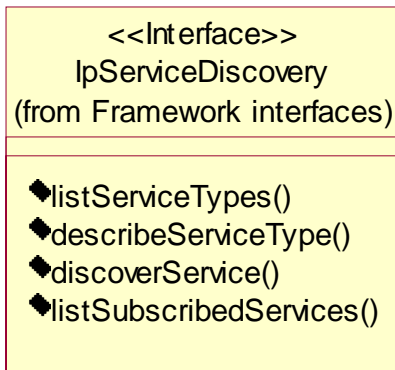 <<Interface>>
IpServiceDiscovery
(from Framework interfaces)
listServiceTypes()
describeServiceType()
discoverService()
listSubscribedServices()